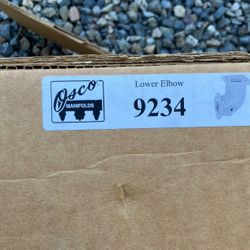 Osco
MANIFOLDS
Lower Elbow
9234